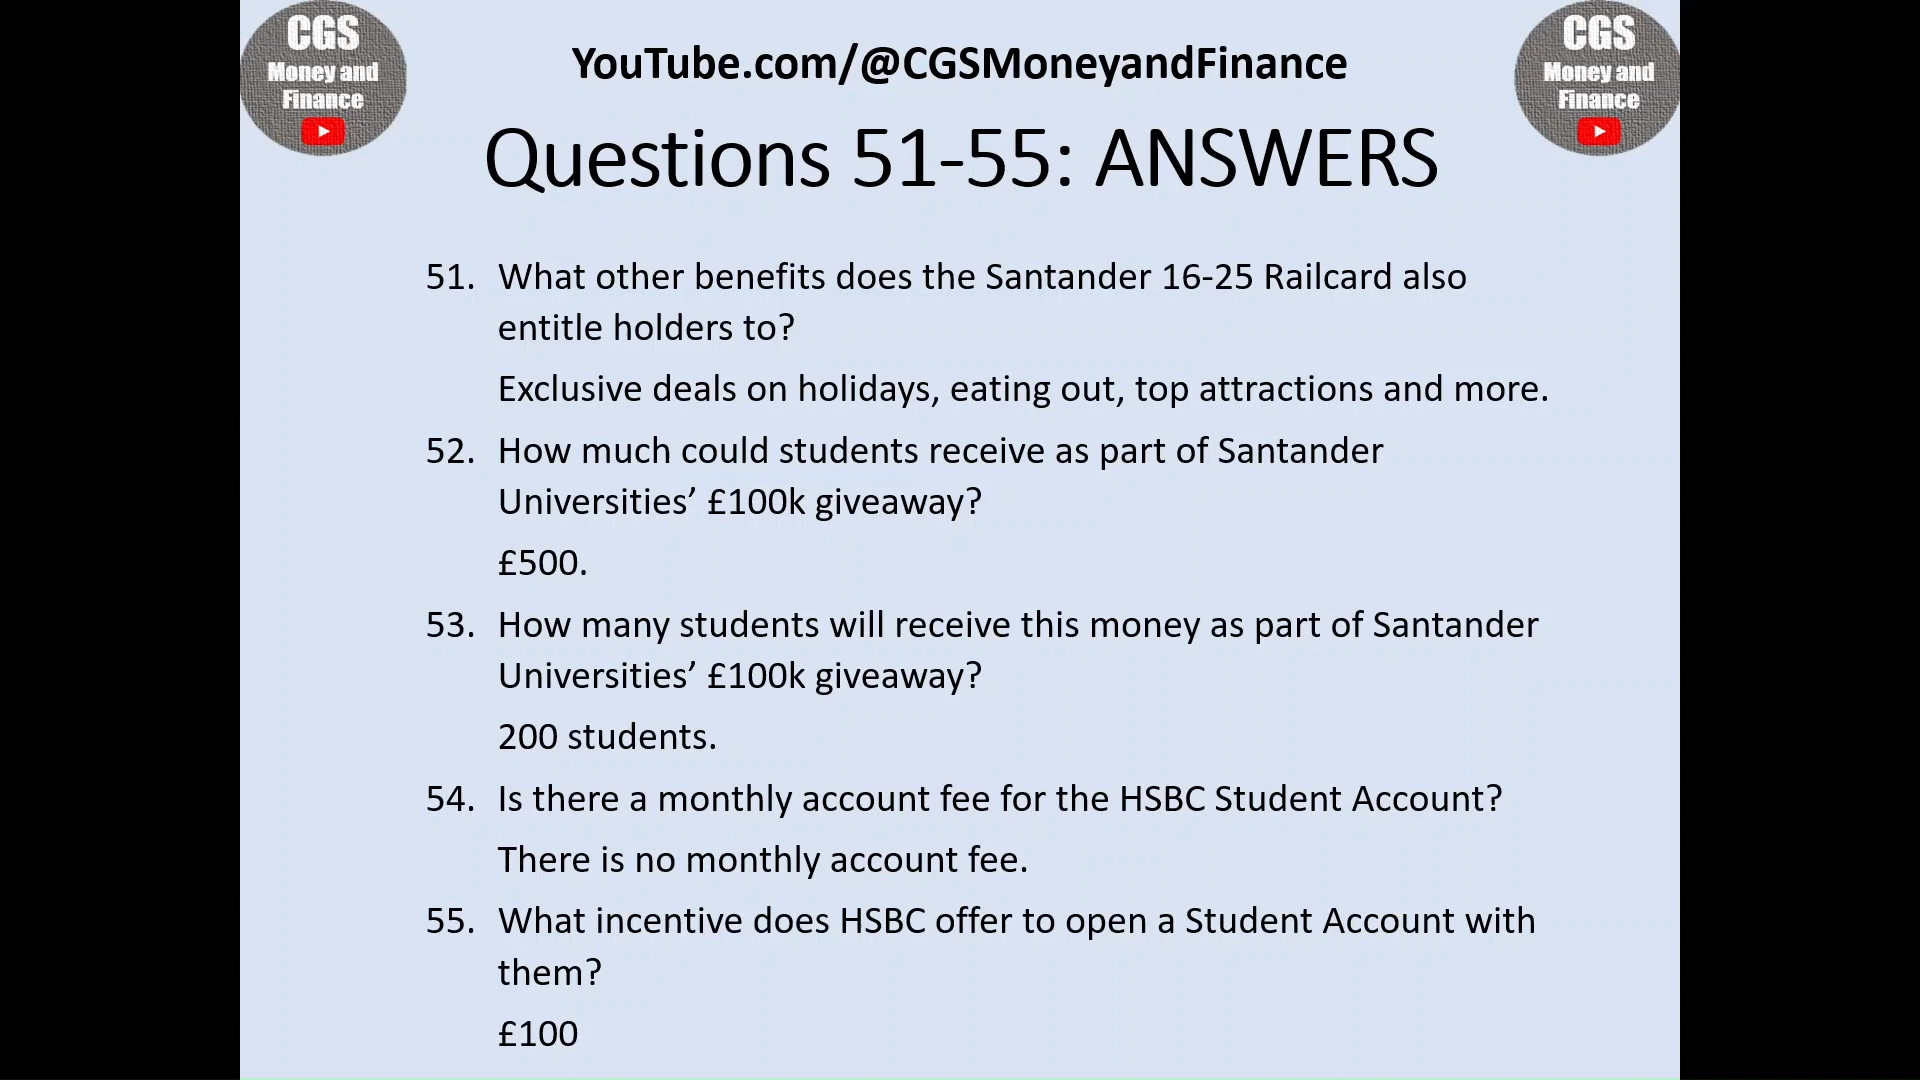 CGS
Money and
Finance
YouTube.com/@CGSMoneyandFinance
CGS
Money and
Finance
Questions 51-55: ANSWERS
51. What other benefits does the Santander 16-25 Railcard also
entitle holders to?
Exclusive deals on holidays, eating out, top attractions and more.
52. How much could students receive as part of Santander
Universities’ £100k giveaway?
£500.
53. How many students will receive this money as part of Santander
Universities’ £100k giveaway?
200 students.
54. Is there a monthly account fee for the HSBC Student Account?
There is no monthly account fee.
55. What incentive does HSBC offer to open a Student Account with
them?
£100